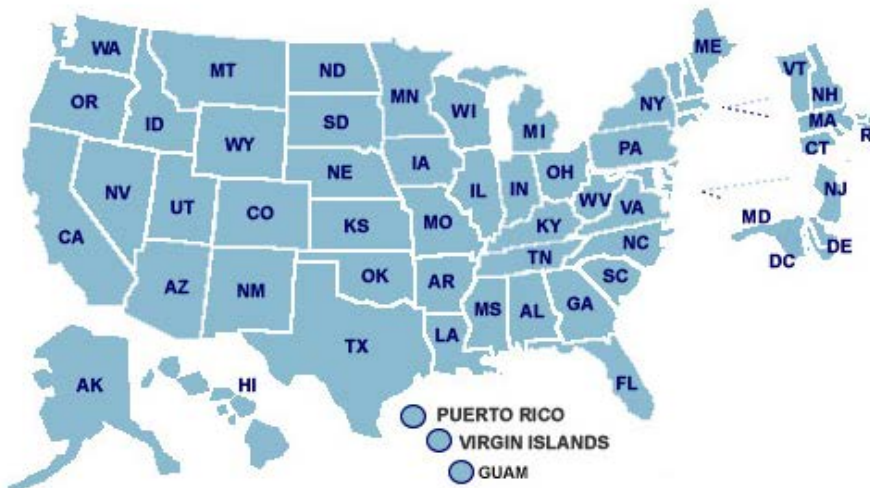 WA
MT
ND
MN
ME
VT
NH
OR
ID
SD
WI
MI
NY
MA
R
CT
WY
IA
PA
NE
NV
UT
CO
IL
IN
OH
WV
VA
NJ
MD
CA
KS
MO
KY
NC
DE
DC
TN
AZ
NM
OK
AR
SC
MS
AL
GA
TX
LA
AK
HI
FL
PUERTO RICO
VIRGIN ISLANDS
GUAM